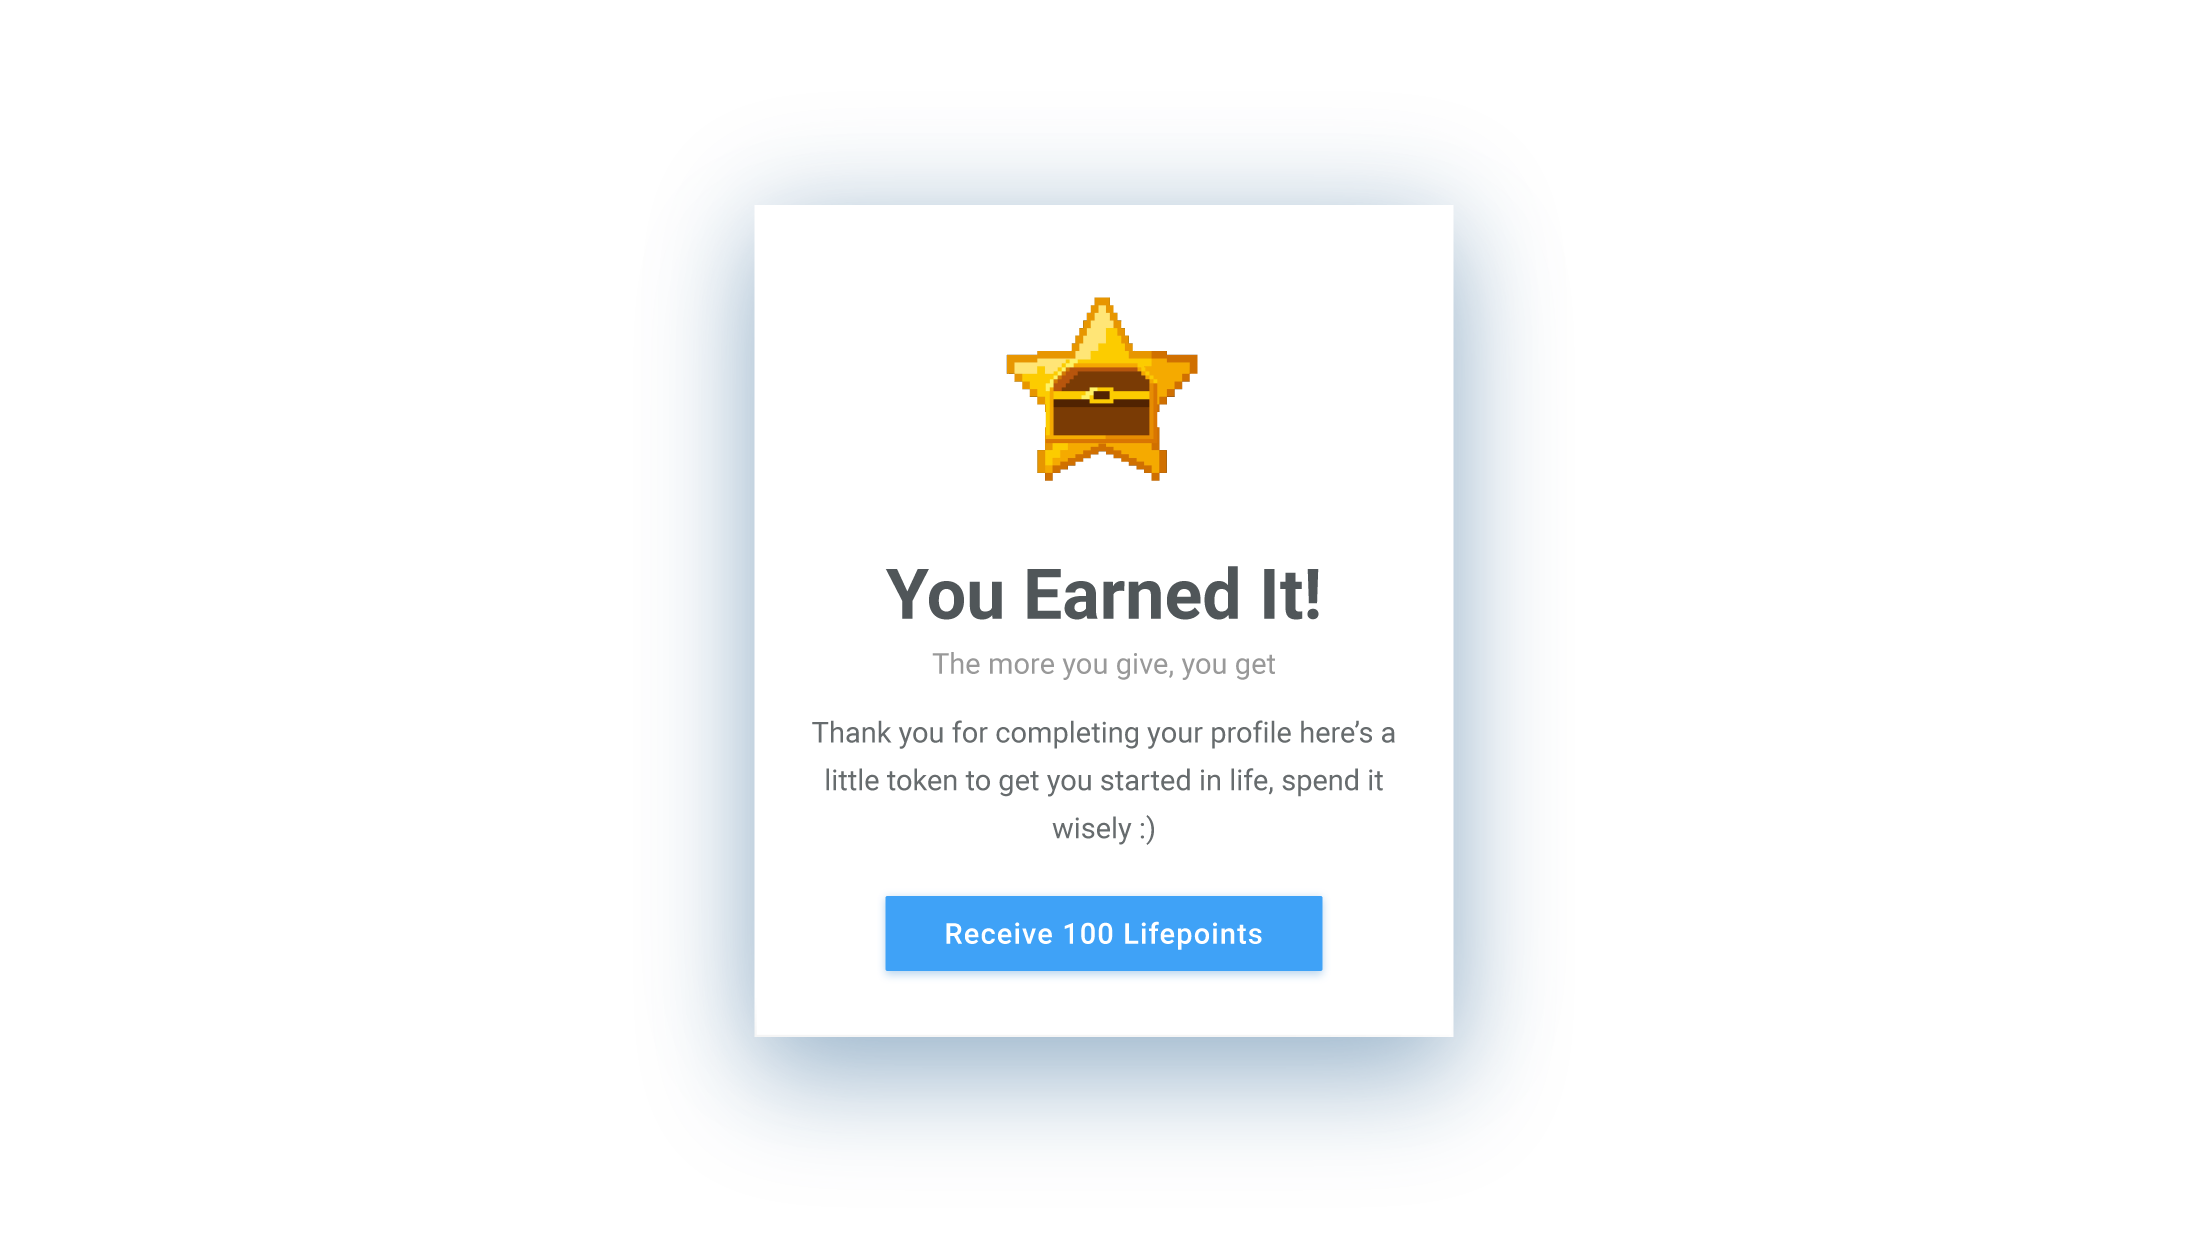 You Earned It!
The more you give, you get
Thank you for completing your profile here’s a
little token to get you started in life, spend it
wisely :)
Receive 100 Lifepoints